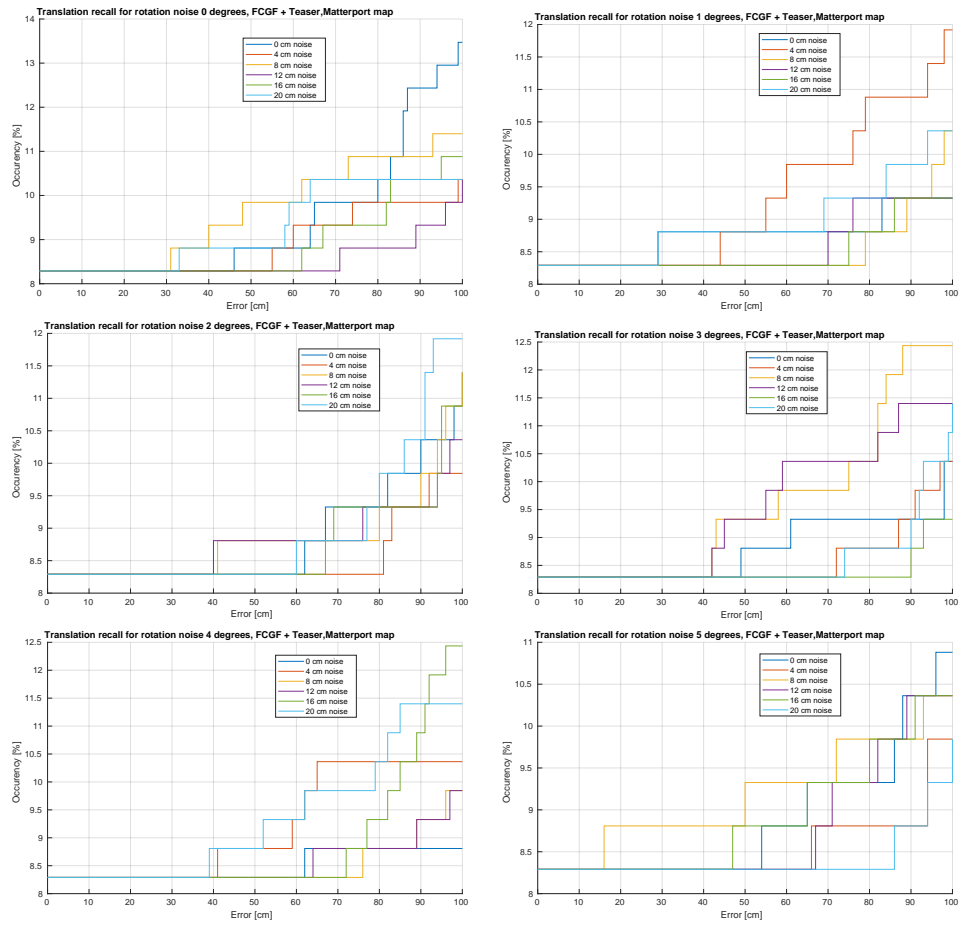 Translation recall for rotation noise 0 degrees, FCGF + Teaser,Matterport map
14
13
12
11
10
9
8
Occurency [%]
0 cm noise
4 cm noise
8 cm noise
12 cm noise
16 cm noise
20 cm noise
0 10 20 30 40 50 60 70 80 90 100
Error [cm]
Translation recall for rotation noise 1 degrees, FCGF + Teaser,Matterport map
12
11.5
11
10.5
10
9.5
9
8.5
8
Occurency [%]
0 cm noise
4 cm noise
8 cm noise
12 cm noise
16 cm noise
20 cm noise
0 10 20 30 40 50 60 70 80 90 100
Error [cm]
Translation recall for rotation noise 2 degrees, FCGF + Teaser,Matterport map
12
11.5
11
10.5
10
9.5
9
8.5
8
Occurency [%]
0 cm noise
4 cm noise
8 cm noise
12 cm noise
16 cm noise
20 cm noise
0 10 20 30 40 50 60 70 80 90 100
Error [cm]
Translation recall for rotation noise 3 degrees, FCGF + Teaser,Matterport map
12.5
12
11.5
11
10.5
10
9.5
9
8.5
8
Occurency [%]
0 cm noise
4 cm noise
8 cm noise
12 cm noise
16 cm noise
20 cm noise
0 10 20 30 40 50 60 70 80 90 100
Error [cm]
Translation recall for rotation noise 4 degrees, FCGF + Teaser,Matterport map
12.5
12
11.5
11
10.5
10
9.5
9
8.5
8
Occurency [%]
0 cm noise
4 cm noise
8 cm noise
12 cm noise
16 cm noise
20 cm noise
0 10 20 30 40 50 60 70 80 90 100
Error [cm]
Translation recall for rotation noise 5 degrees, FCGF + Teaser,Matterport map
11
10.5
10
9.5
9
8.5
8
Occurency [%]
0 cm noise
4 cm noise
8 cm noise
12 cm noise
16 cm noise
20 cm noise
0 10 20 30 40 50 60 70 80 90 100
Error [cm]